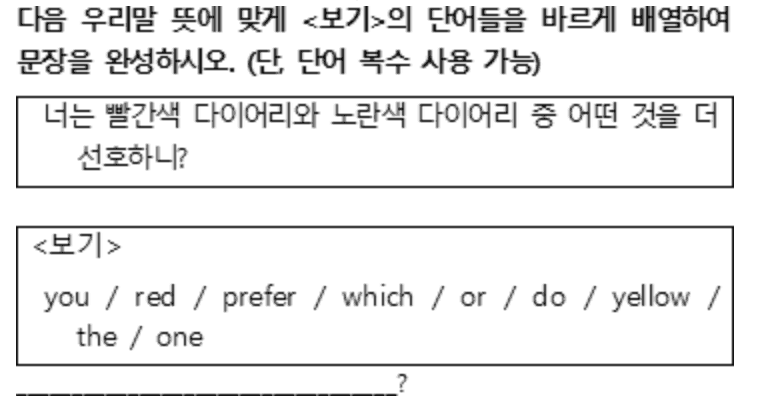 다음 우리말 뜻에 맞게 <보기>의 단어들을 바르게 배열하여
문장을 완성하시오. (단, 단어 복수 사용 가능)
너는 빨간색 다이어리와 노란색 다이어리 중 어떤 것을 더
선호하니?
<보기>
you / red / prefer / which / or / do / yellow /
the / one
______________________________?